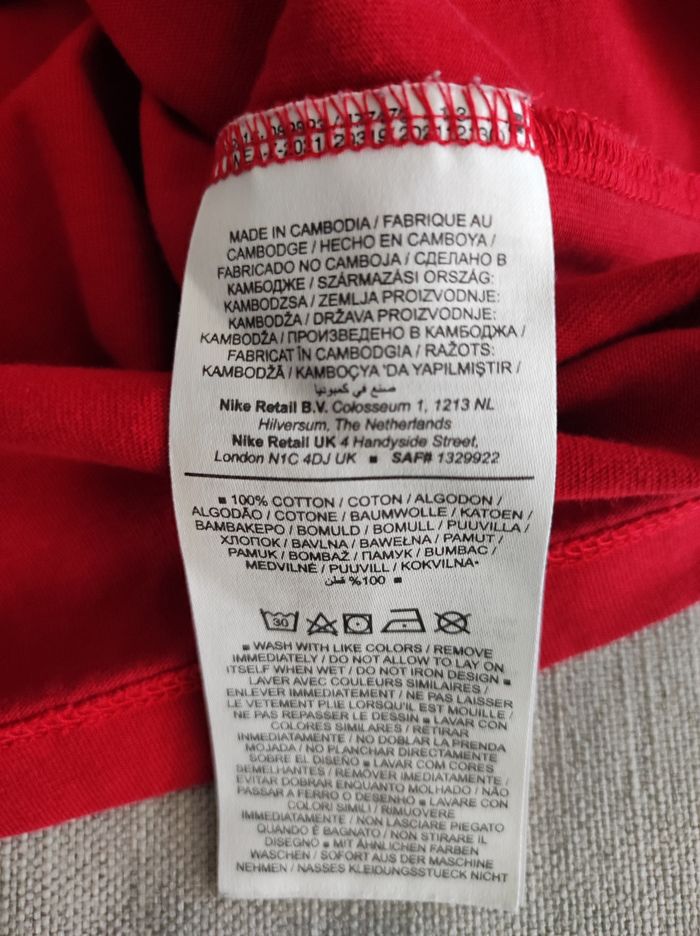 MADE IN CAMBODIA / FABRIQUE AU
CAMBODGE / HECHO EN CAMBOYA /
FABRICADO NO CAMBOJA / СДЕЛАНО В
КАМБОДЖЕ / SZÁRMAZÁSI ORSZÁG:
KAMBODZSA / ZEMLJA PROIZVODNJE:
KAMBODŽA / DRŽAVA PROIZVODNJE:
KAMBODŽA / ПРОИЗВЕДЕНО В КАМБОДЖА /
FABRICAT ÎN CAMBODGIA / RAŽOTS:
KAMBODŽĀ / KAMBOÇYA 'DA YAPILMIŞTIR /
صنع في كمبوديا
Nike Retail B.V. Colosseum 1, 1213 NL
Hilversum, The Netherlands
Nike Retail UK 4 Handyside Street,
London N1C 4DJ UK ■ SAF# 1329922
■ 100% COTTON / COTON / ALGODON /
ALGODÃO / COTONE / BAUMWOLLE / KATOEN /
ΒΑΜΒΑΚΕΡΟ / BOMULD / BOMULL / PUUVILLA /
ХЛОПОК / BAVLNA / BAWEŁNA / PAMUT /
PAMUK / BOMBAŽ / ПАМУК / BUMBAC /
MEDVILNĖ / PUUVILL / KOKVILNA*
%100 قطن ■
30
■ WASH WITH LIKE COLORS / REMOVE
IMMEDIATELY / DO NOT ALLOW TO LAY ON
ITSELF WHEN WET / DO NOT IRON DESIGN ■
LAVER AVEC COULEURS SIMILAIRES /
ENLEVER IMMEDIATEMENT / NE PAS LAISSER
LE VETEMENT PLIE LORSQU'IL EST MOUILLE /
NE PAS REPASSER LE DESSIN ■ LAVAR CON
COLORES SIMILARES / RETIRAR
INMEDIATAMENTE / NO DOBLAR LA PRENDA
MOJADA / NO PLANCHAR DIRECTAMENTE
SOBRE EL DISEÑO ■ LAVAR COM CORES
SEMELHANTES / REMOVER IMEDIATAMENTE /
EVITAR DOBRAR ENQUANTO MOLHADO / NÃO
PASSAR A FERRO O DESENHO ■ LAVARE CON
COLORI SIMILI / RIMUOVERE
IMMEDIATAMENTE / NON LASCIARE PIEGATO
QUANDO È BAGNATO / NON STIRARE IL
DISEGNO ■ MIT ÄHNLICHEN FARBEN
WASCHEN / SOFORT AUS DER MASCHINE
NEHMEN / NASSES KLEIDUNGSSTUECK NICHT